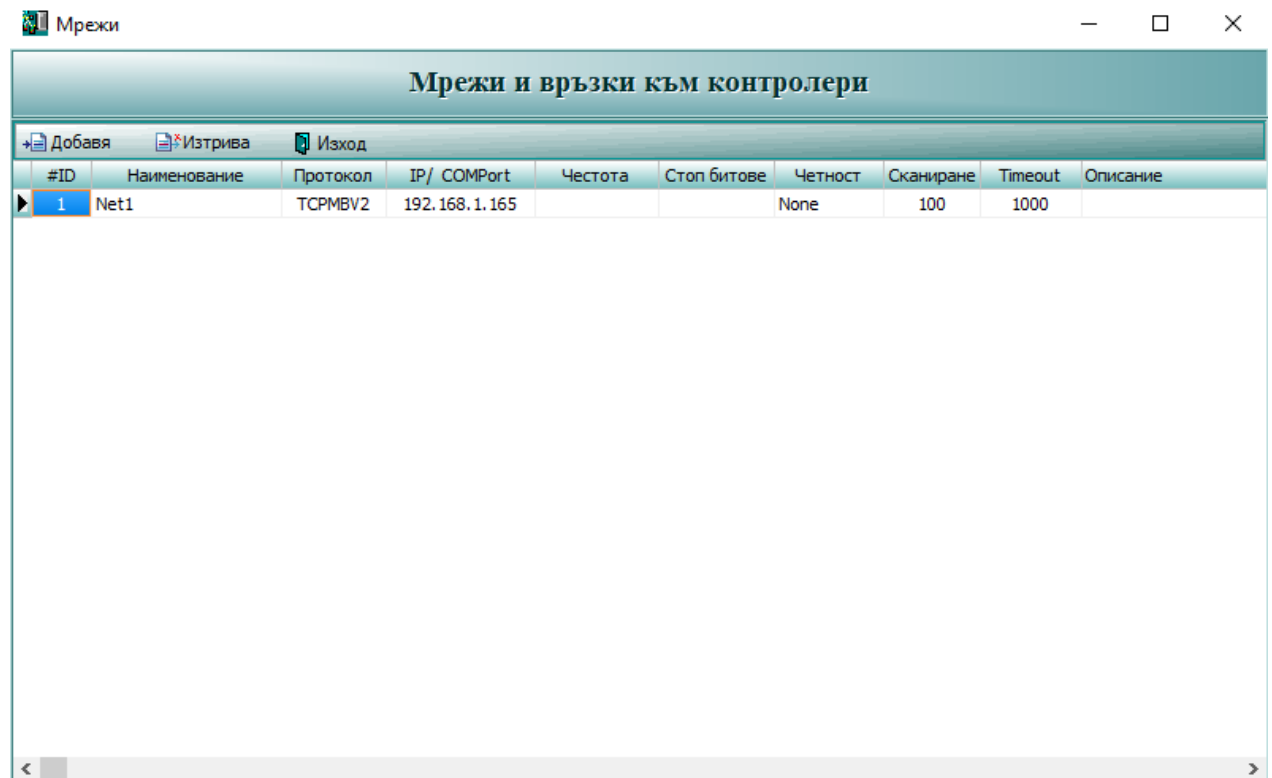 Мрежи
Мрежи и връзки към контролери
Добавя Изтрива Изход
#ID Наименование Протокол IP/ COMPort Честота Стоп битове Четност Сканиране Timeout Описание
1 Net1 TCPMBV2 192.168.1.165 None 100 1000